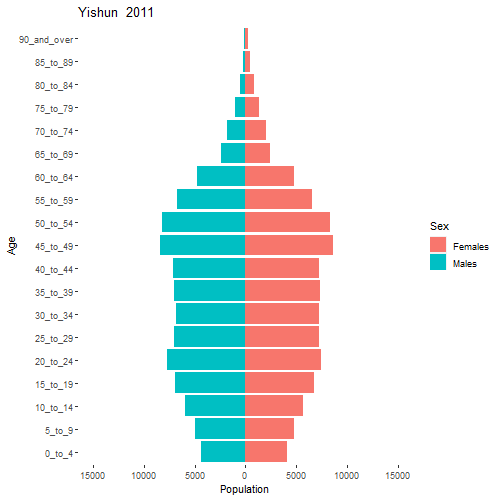 Yishun  2011
90_and_over
85_to_89
80_to_84
75_to_79
70_to_74
65_to_69
60_to_64
55_to_59
50_to_54
45_to_49
40_to_44
35_to_39
30_to_34
25_to_29
20_to_24
15_to_19
10_to_14
5_to_9
0_to_4
Age
15000 10000 5000 0 5000 10000 15000
Population
Sex
Females
Males